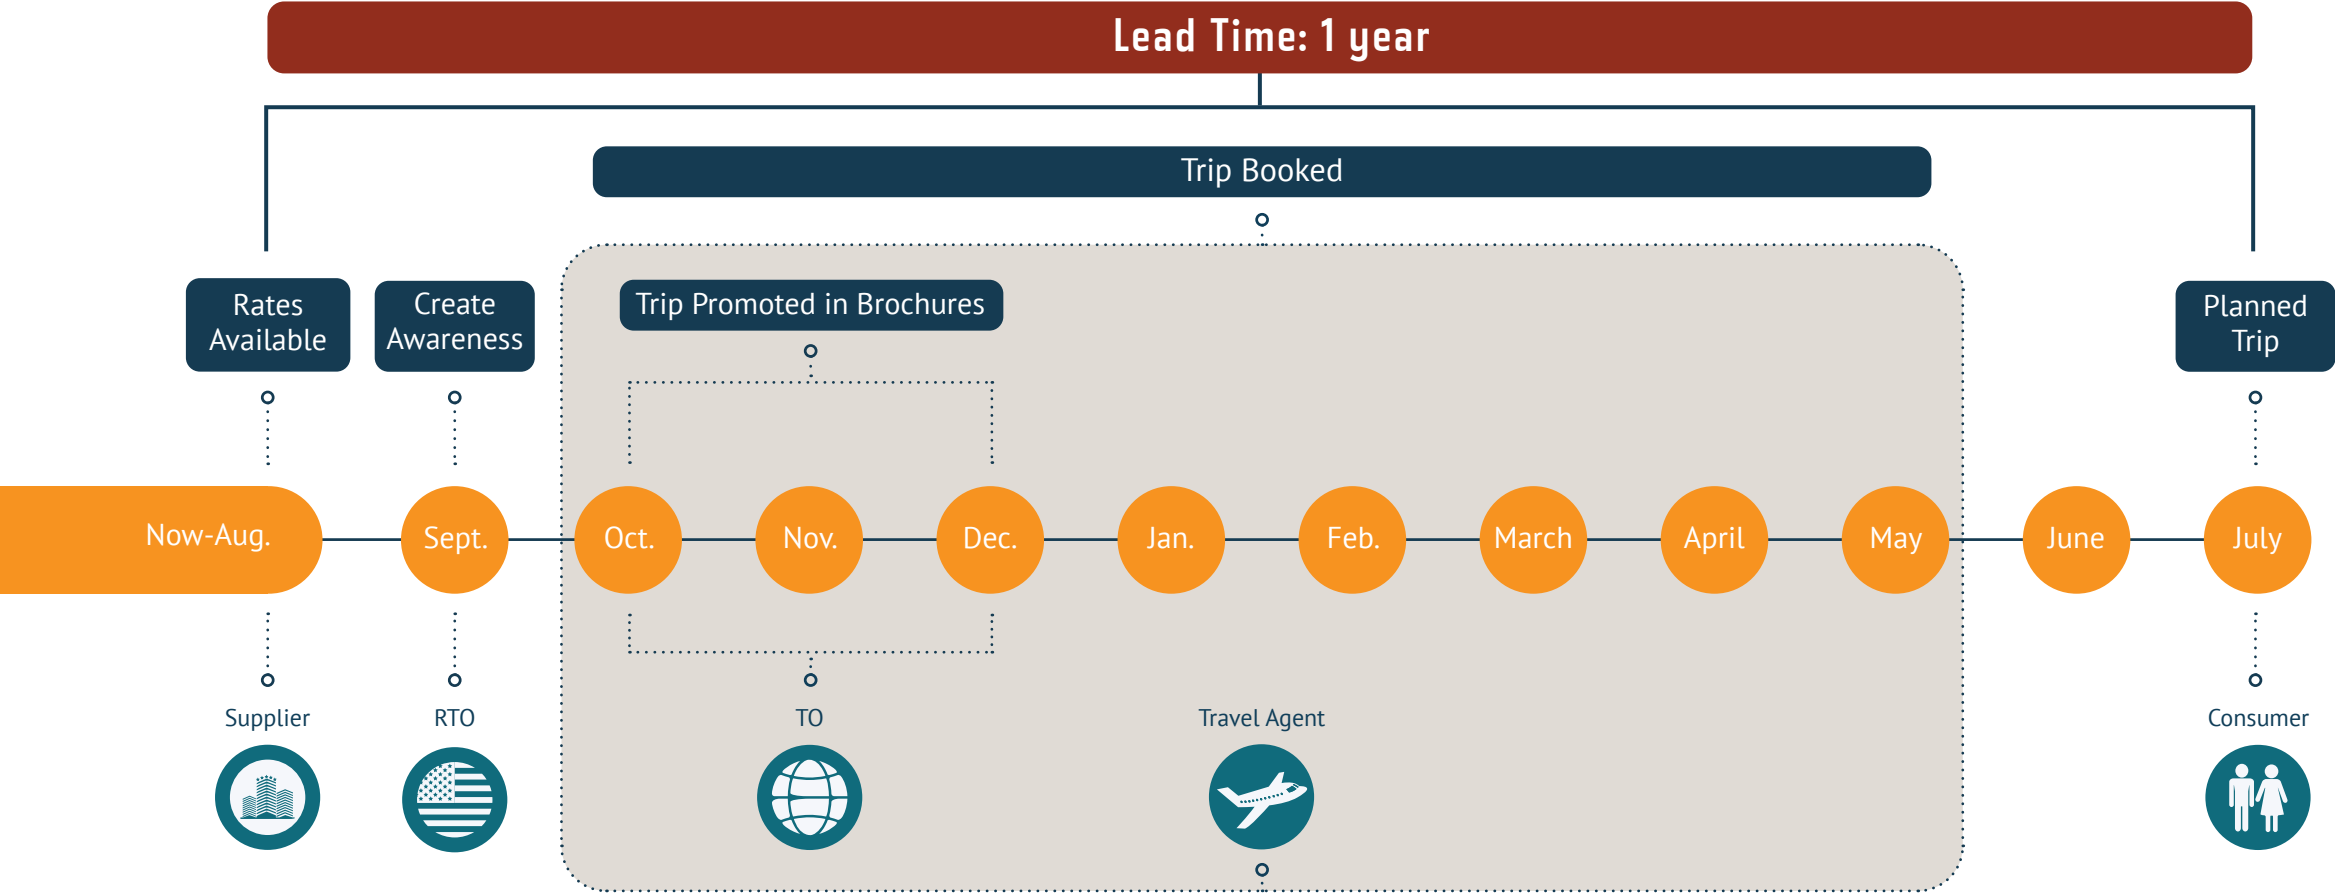 Lead Time: 1 year
Trip Booked
Rates
Available
Create
Awareness
Trip Promoted in Brochures
Planned
Trip
Now-Aug.
Sept.
Oct.
Nov.
Dec.
Jan.
Feb.
March
April
May
June
July
Supplier
RTO
TO
Travel Agent
Consumer